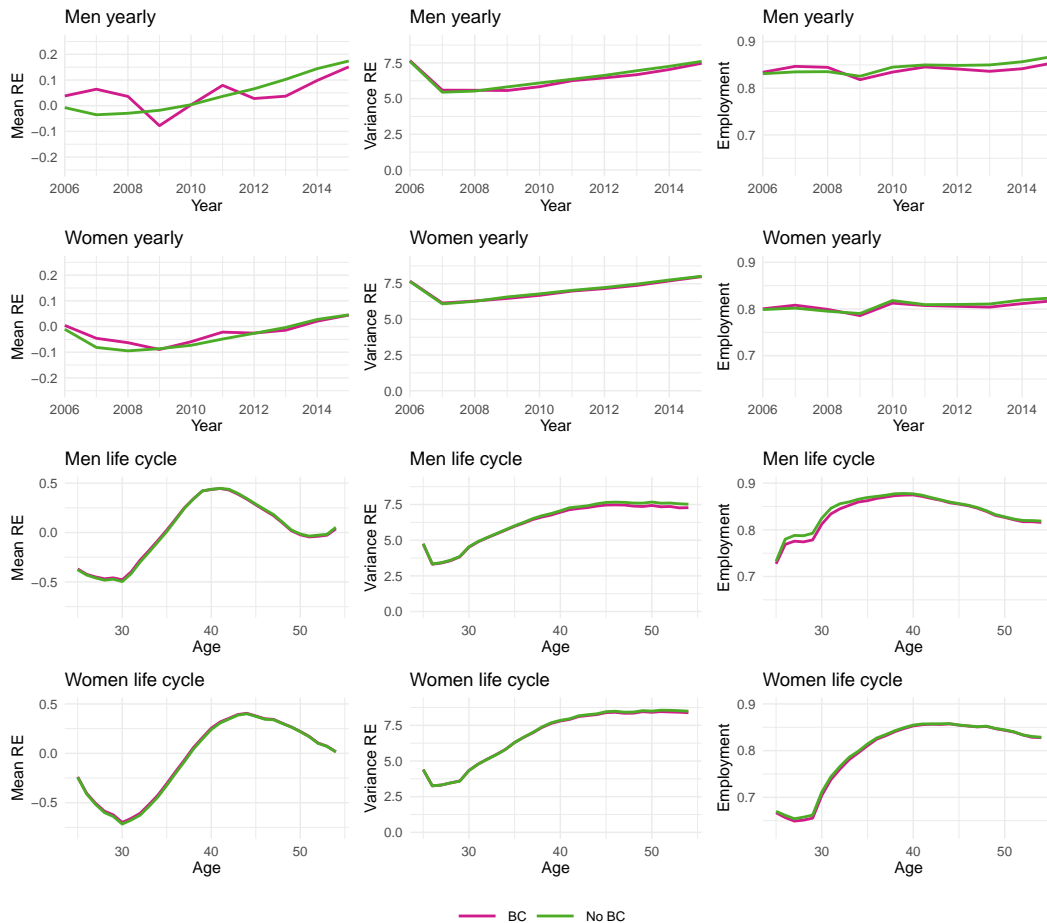 Men yearly
Men yearly
Men yearly
Mean RE
0.2
0.1
0.0
−0.1
−0.2
2006 2008 2010 2012 2014
Year
Variance RE
7.5
5.0
2.5
0.0
2006 2008 2010 2012 2014
Year
Employment
0.9
0.8
0.7
2006 2008 2010 2012 2014
Year
Women yearly
Women yearly
Women yearly
Mean RE
0.2
0.1
0.0
−0.1
−0.2
2006 2008 2010 2012 2014
Year
Variance RE
7.5
5.0
2.5
0.0
2006 2008 2010 2012 2014
Year
Employment
0.9
0.8
0.7
2006 2008 2010 2012 2014
Year
Men life cycle
Men life cycle
Men life cycle
Mean RE
0.5
0.0
−0.5
30 40 50
Age
Variance RE
7.5
5.0
2.5
0.0
30 40 50
Age
Employment
0.9
0.8
0.7
30 40 50
Age
Women life cycle
Women life cycle
Women life cycle
Mean RE
0.5
0.0
−0.5
30 40 50
Age
Variance RE
7.5
5.0
2.5
0.0
30 40 50
Age
Employment
0.9
0.8
0.7
30 40 50
Age
BC No BC